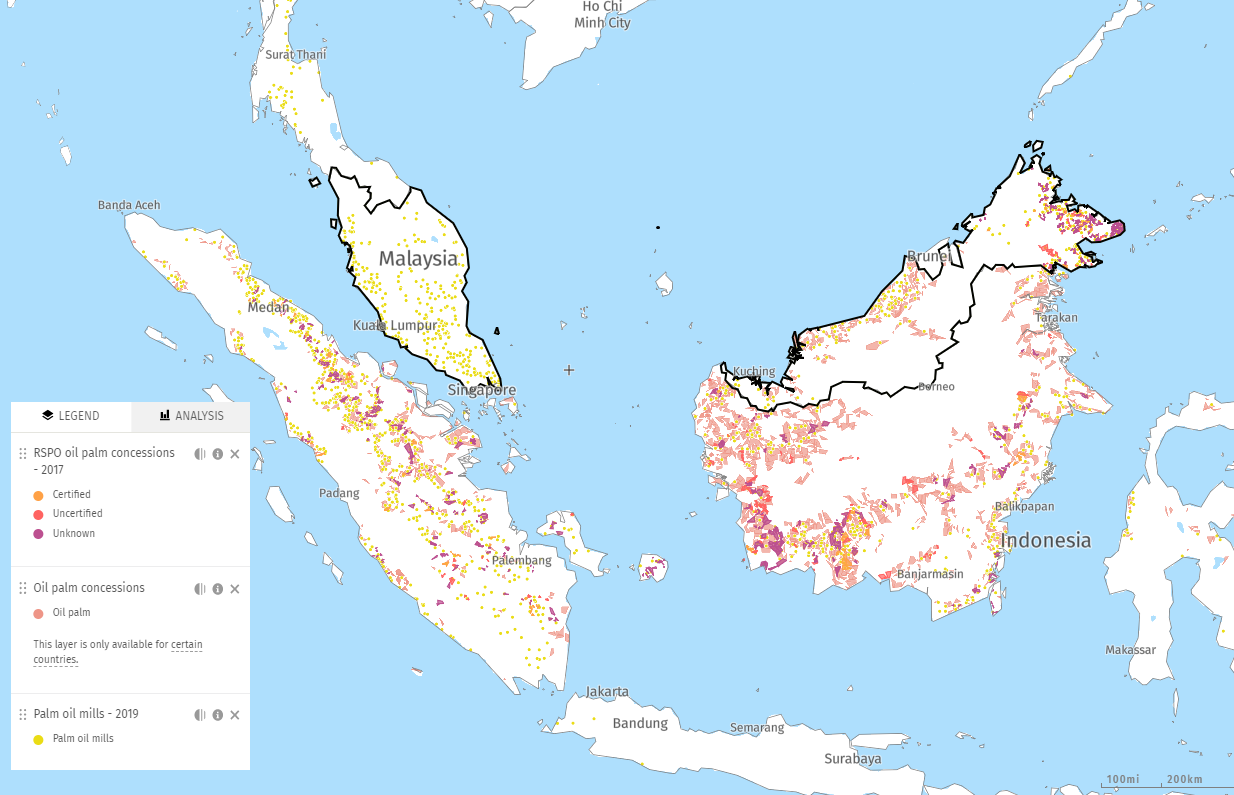 Ho Chi
Minh City
Surat Thani
Banda Aceh
Malaysia
Brunei
Medan
Kuala Lumpur
Tarakan
Kuching
Singapore
Borneo
LEGEND
ANALYSIS
RSPO oil palm concessions
- 2017
Certified
Uncertified
Unknown
Padang
Balikpapan
Indonesia
Palembang
Banjarmasin
Oil palm concessions
Oil palm
This layer is only available for certain
countries.
Makassar
Jakarta
Palm oil mills - 2019
Palm oil mills
Bandung
Semarang
Surabaya
100mi
200km